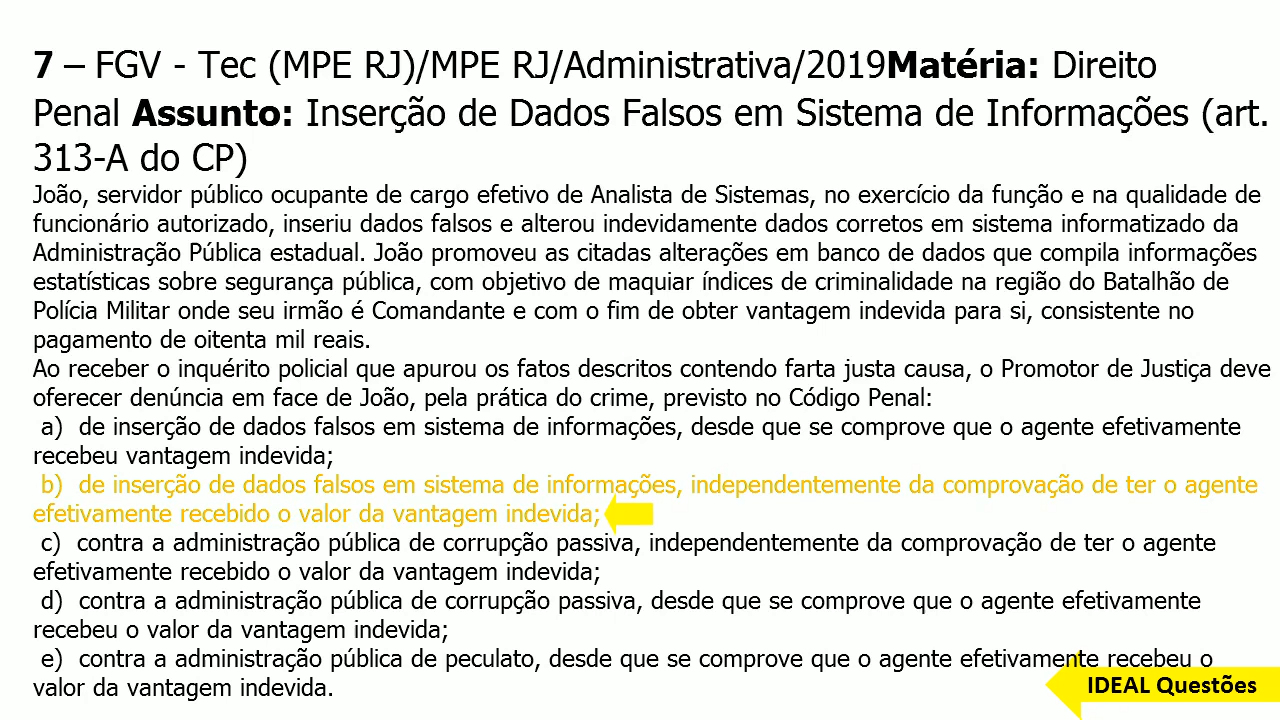 7 – FGV - Tec (MPE RJ)/MPE RJ/Administrativa/2019Matéria: Direito
Penal Assunto: Inserção de Dados Falsos em Sistema de Informações (art.
313-A do CP)
João, servidor público ocupante de cargo efetivo de Analista de Sistemas, no exercício da função e na qualidade de
funcionário autorizado, inseriu dados falsos e alterou indevidamente dados corretos em sistema informatizado da
Administração Pública estadual. João promoveu as citadas alterações em banco de dados que compila informações
estatísticas sobre segurança pública, com objetivo de maquiar índices de criminalidade na região do Batalhão de
Polícia Militar onde seu irmão é Comandante e com o fim de obter vantagem indevida para si, consistente no
pagamento de oitenta mil reais.
Ao receber o inquérito policial que apurou os fatos descritos contendo farta justa causa, o Promotor de Justiça deve
oferecer denúncia em face de João, pela prática do crime, previsto no Código Penal:
a) de inserção de dados falsos em sistema de informações, desde que se comprove que o agente efetivamente
recebeu vantagem indevida;
b) de inserção de dados falsos em sistema de informações, independentemente da comprovação de ter o agente
efetivamente recebido o valor da vantagem indevida;
c) contra a administração pública de corrupção passiva, independentemente da comprovação de ter o agente
efetivamente recebido o valor da vantagem indevida;
d) contra a administração pública de corrupção passiva, desde que se comprove que o agente efetivamente
recebeu o valor da vantagem indevida;
e) contra a administração pública de peculato, desde que se comprove que o agente efetivamente recebeu o
valor da vantagem indevida.
IDEAL Questões